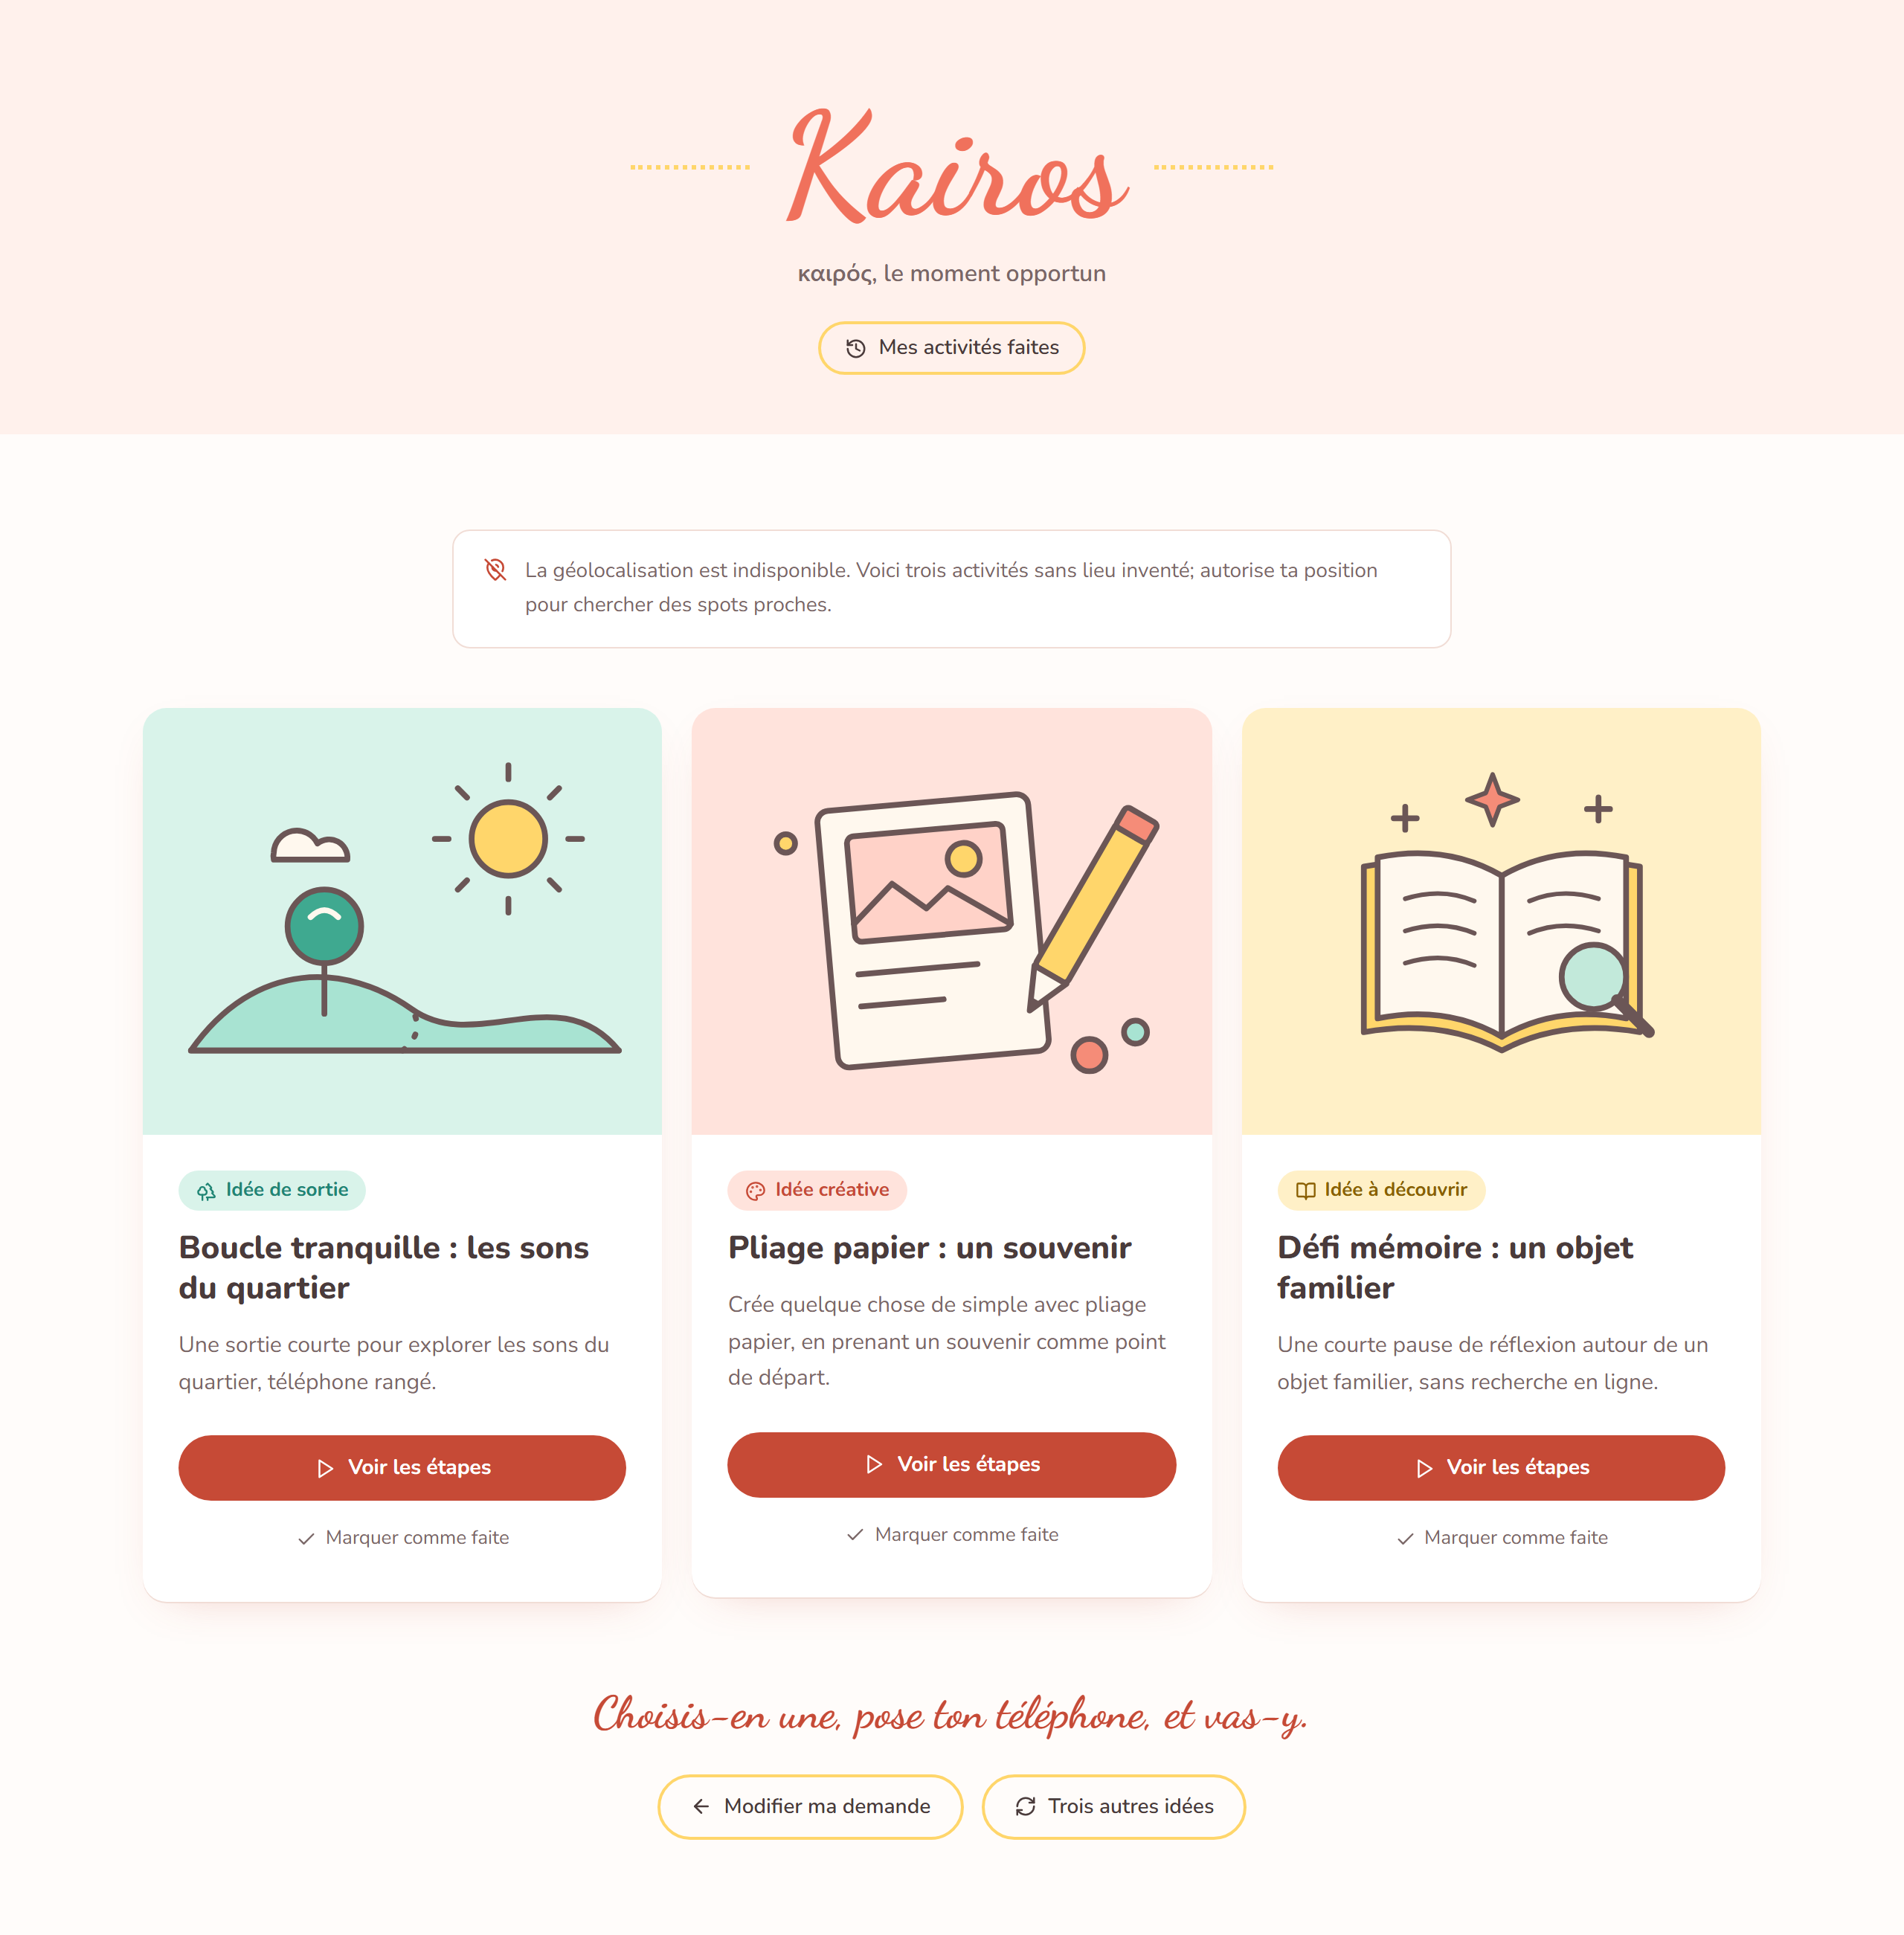 Kairos
καιρός, le moment opportun
Mes activités faites
La géolocalisation est indisponible. Voici trois activités sans lieu inventé; autorise ta position
pour chercher des spots proches.
Idée de sortie
Boucle tranquille : les sons
du quartier
Une sortie courte pour explorer les sons du
quartier, téléphone rangé.
Voir les étapes
Marquer comme faite
Idée créative
Pliage papier : un souvenir
Crée quelque chose de simple avec pliage
papier, en prenant un souvenir comme point
de départ.
Voir les étapes
Marquer comme faite
Idée à découvrir
Défi mémoire : un objet
familier
Une courte pause de réflexion autour de un
objet familier, sans recherche en ligne.
Voir les étapes
Marquer comme faite
Choisis-en une, pose ton téléphone, et vas-y.
Modifier ma demande
Trois autres idées